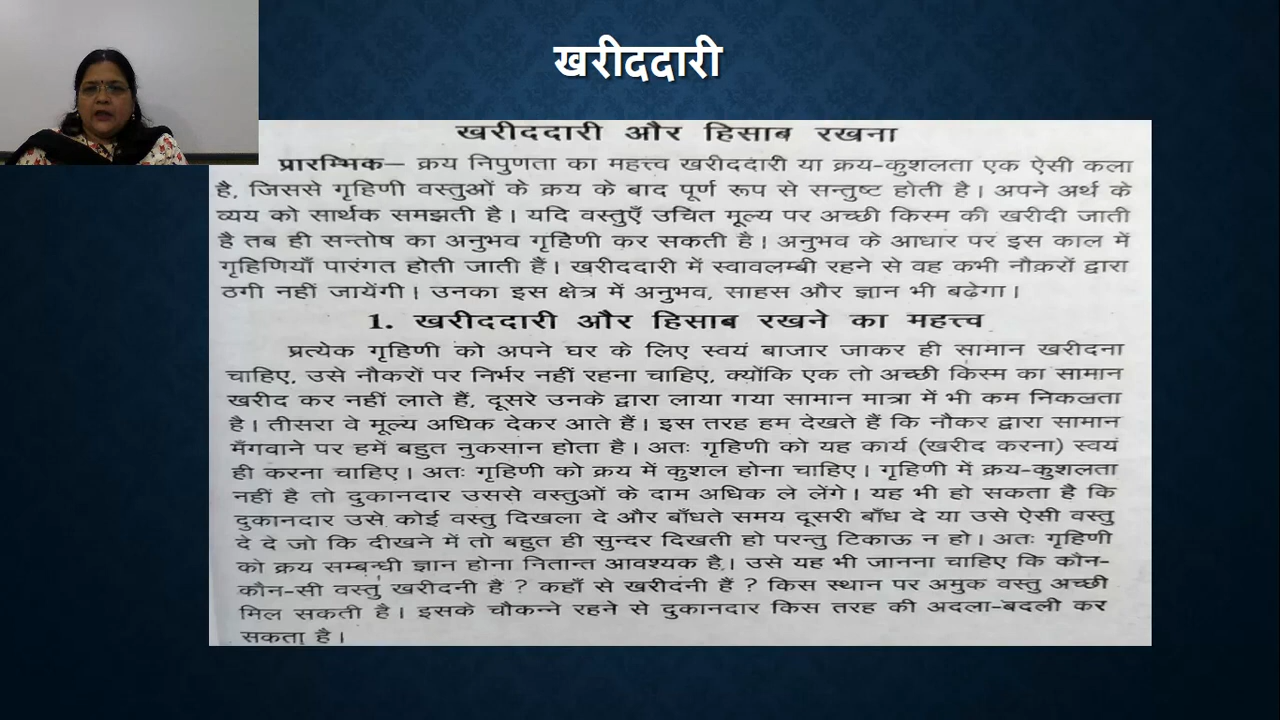 खरीददारी
खरीददारी और हिसाब रखना
प्रारम्भिक— क्रय निपुणता का महत्त्व खरीददारी या क्रय-कुशलता एक ऐसी कला
है, जिससे गृहिणी वस्तुओं के क्रय के बाद पूर्ण रूप से सन्तुष्ट होती है। अपने अर्थ के
व्यय को सार्थक समझती है। यदि वस्तुएँ उचित मूल्य पर अच्छी किस्म की खरीदी जाती
है तब ही सन्तोष का अनुभव गृहिणी कर सकती है। अनुभव के आधार पर इस काल में
गृहिणियाँ पारंगत होती जाती हैं। खरीददारी में स्वावलम्बी रहने से वह कभी नौकरों द्वारा
ठगी नहीं जायेंगी। उनका इस क्षेत्र में अनुभव, साहस और ज्ञान भी बढ़ेगा।
1. खरीददारी और हिसाब रखने का महत्त्व
प्रत्येक गृहिणी को अपने घर के लिए स्वयं बाजार जाकर ही सामान खरीदना
चाहिए, उसे नौकरों पर निर्भर नहीं रहना चाहिए, क्योंकि एक तो अच्छी किस्म का सामान
खरीद कर नहीं लाते हैं, दूसरे उनके द्वारा लाया गया सामान मात्रा में भी कम निकलता
है। तीसरा वे मूल्य अधिक देकर आते हैं। इस तरह हम देखते हैं कि नौकर द्वारा सामान
मँगवाने पर हमें बहुत नुकसान होता है। अतः गृहिणी को यह कार्य (खरीद करना) स्वयं
ही करना चाहिए। अतः गृहिणी को क्रय में कुशल होना चाहिए। गृहिणी में क्रय-कुशलता
नहीं है तो दुकानदार उससे वस्तुओं के दाम अधिक ले लेंगे। यह भी हो सकता है कि
दुकानदार उसे कोई वस्तु दिखला दे और बाँधते समय दूसरी बाँध दे या उसे ऐसी वस्तु
दे दे जो कि दीखने में तो बहुत ही सुन्दर दिखती हो परन्तु टिकाऊ न हो। अतः गृहिणी
को क्रय सम्बन्धी ज्ञान होना नितान्त आवश्यक है। उसे यह भी जानना चाहिए कि कौन-
कौन-सी वस्तु खरीदनी है ? कहाँ से खरीदनी हैं ? किस स्थान पर अमुक वस्तु अच्छी
मिल सकती है। इसके चौकन्ने रहने से दुकानदार किस तरह की अदला-बदली कर
सकता है।